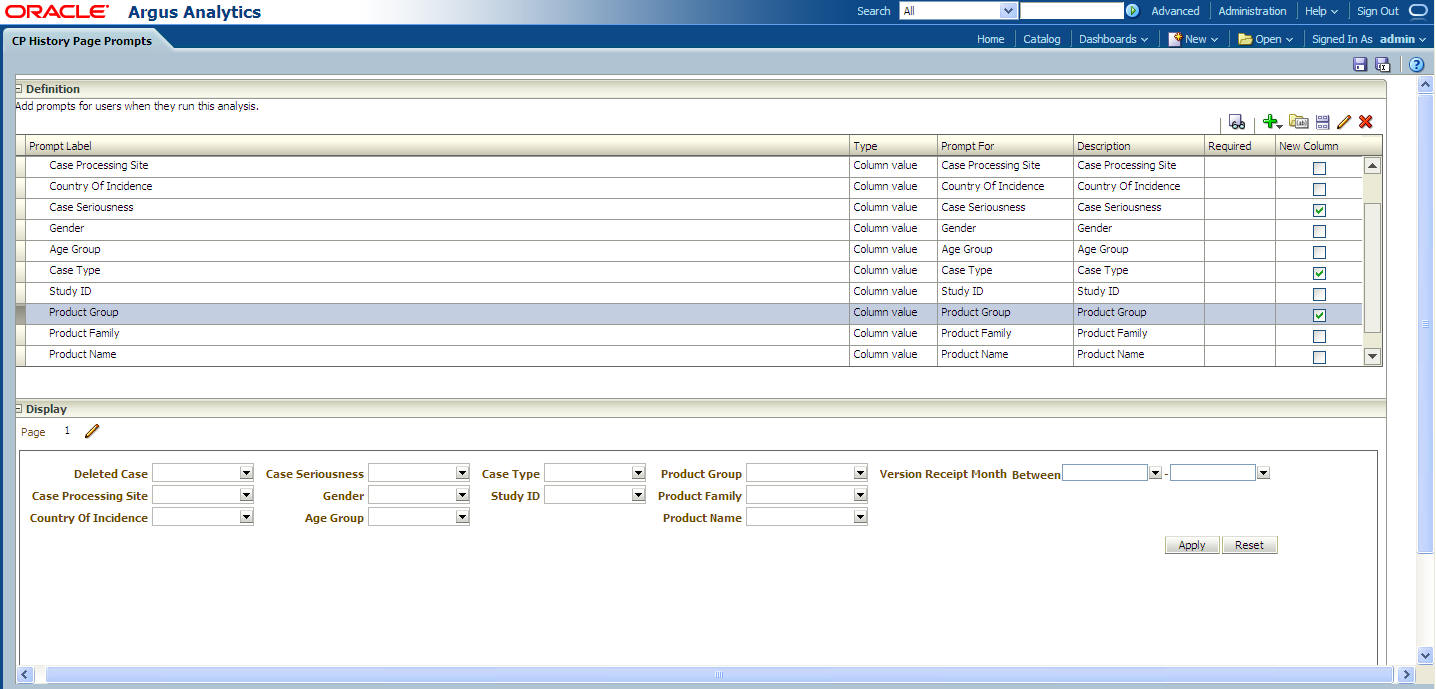 ORACLE Argus Analytics Search All Advanced Administration Help Sign Out
CP History Page Prompts Home Catalog Dashboards New Open Signed In As admin
Definition
Add prompts for users when they run this analysis.
Prompt Label Type Prompt For Description Required New Column
Case Processing Site Column value Case Processing Site Case Processing Site
Country Of Incidence Column value Country Of Incidence Country Of Incidence
Case Seriousness Column value Case Seriousness Case Seriousness
Gender Column value Gender Gender
Age Group Column value Age Group Age Group
Case Type Column value Case Type Case Type
Study ID Column value Study ID Study ID
Product Group Column value Product Group Product Group
Product Family Column value Product Family Product Family
Product Name Column value Product Name Product Name
Display
Page 1
Deleted Case Case Seriousness Case Type Product Group Version Receipt Month Between -
Case Processing Site Gender Study ID Product Family
Country Of Incidence Age Group Product Name
Apply Reset